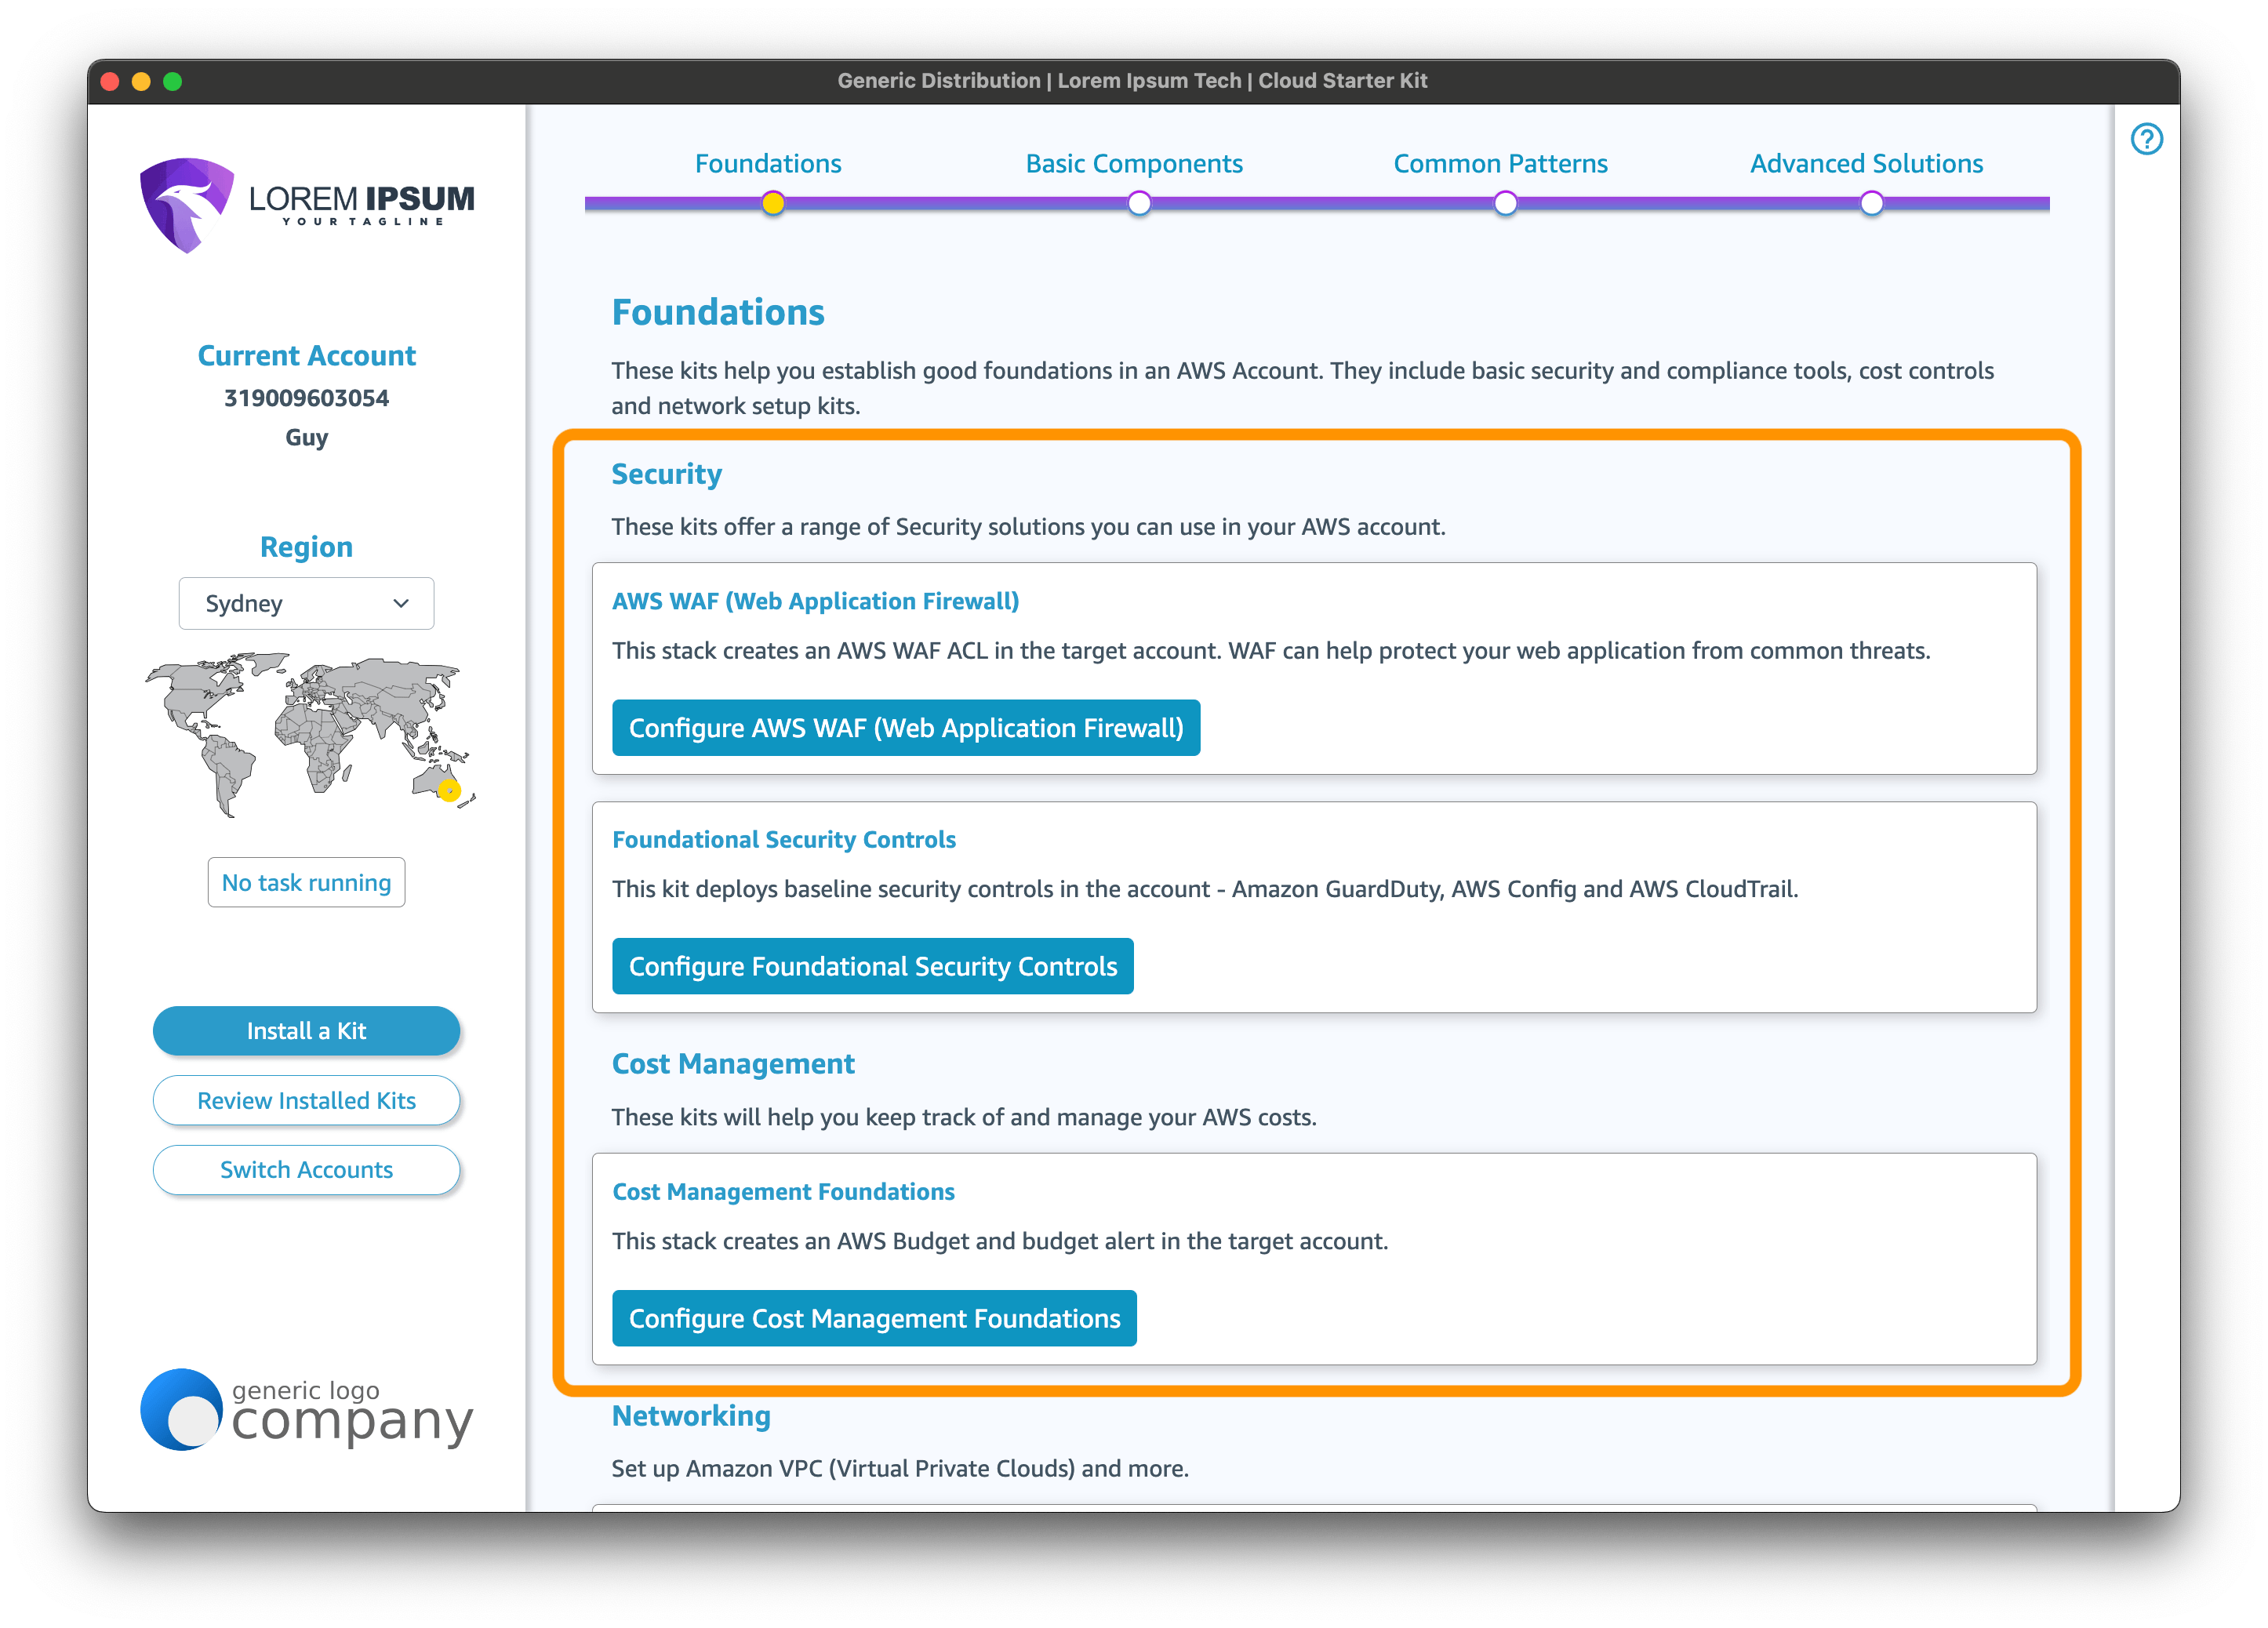 Generic Distribution | Lorem Ipsum Tech | Cloud Starter Kit
LOREM IPSUM
YOUR TAGLINE
Current Account
319009603054
Guy
Region
Sydney
No task running
Install a Kit
Review Installed Kits
Switch Accounts
generic logo
company
Foundations
Basic Components
Common Patterns
Advanced Solutions
?
Foundations
These kits help you establish good foundations in an AWS Account. They include basic security and compliance tools, cost controls
and network setup kits.
Security
These kits offer a range of Security solutions you can use in your AWS account.
AWS WAF (Web Application Firewall)
This stack creates an AWS WAF ACL in the target account. WAF can help protect your web application from common threats.
Configure AWS WAF (Web Application Firewall)
Foundational Security Controls
This kit deploys baseline security controls in the account - Amazon GuardDuty, AWS Config and AWS CloudTrail.
Configure Foundational Security Controls
Cost Management
These kits will help you keep track of and manage your AWS costs.
Cost Management Foundations
This stack creates an AWS Budget and budget alert in the target account.
Configure Cost Management Foundations
Networking
Set up Amazon VPC (Virtual Private Clouds) and more.